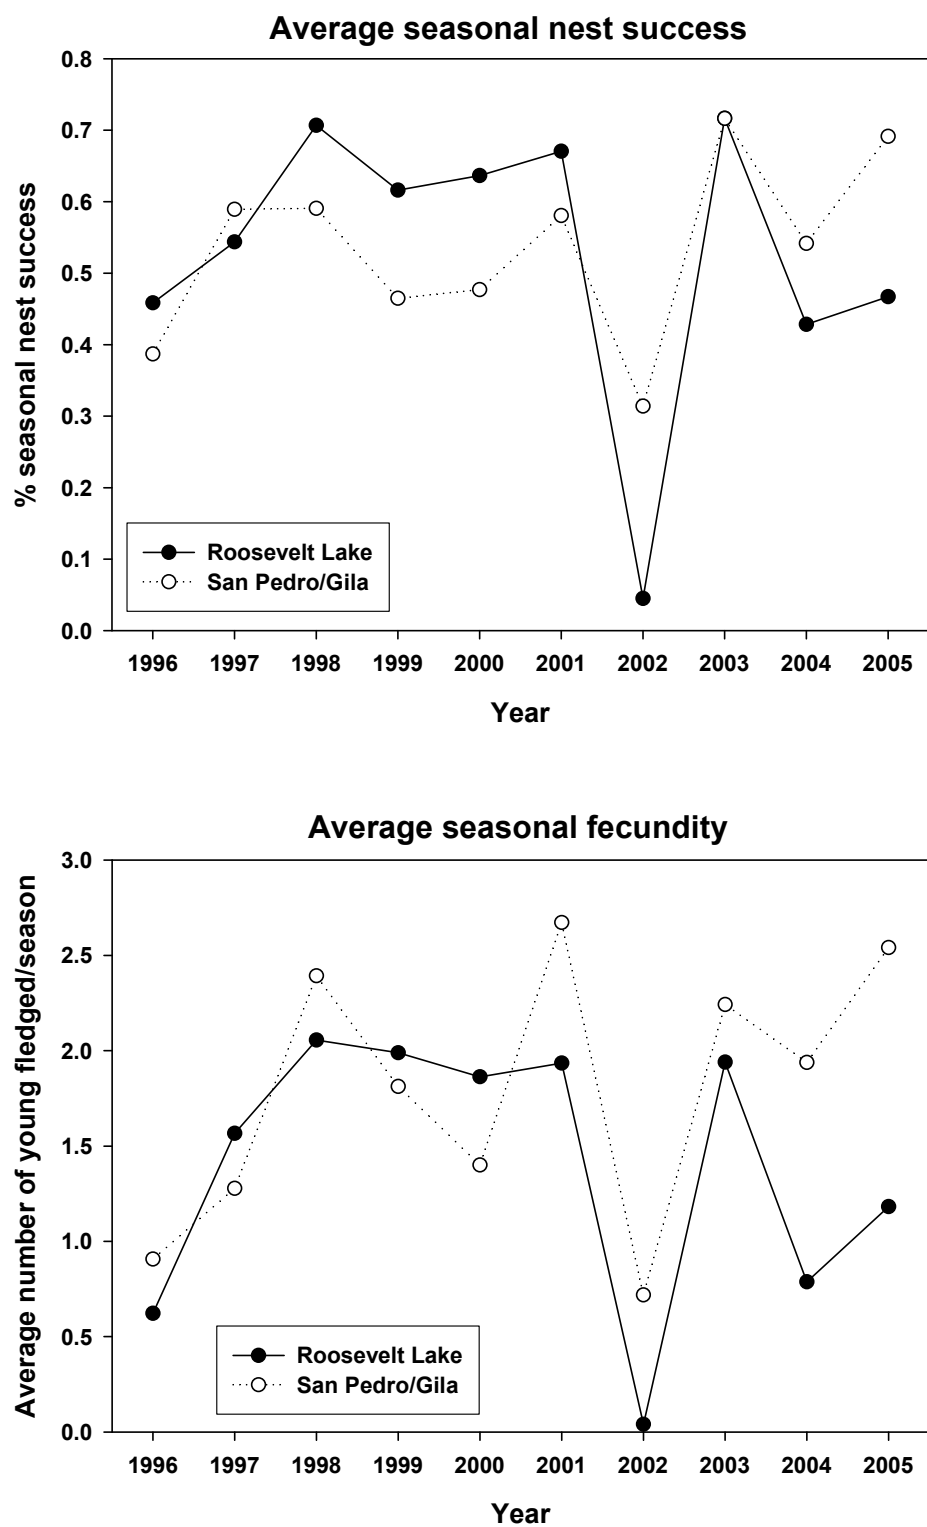 Average seasonal nest success
% seasonal nest success
0.8
0.7
0.6
0.5
0.4
0.3
0.2
0.1
0.0
Roosevelt Lake
San Pedro/Gila
1996 1997 1998 1999 2000 2001 2002 2003 2004 2005
Year
Average seasonal fecundity
Average number of young fledged/season
3.0
2.5
2.0
1.5
1.0
0.5
0.0
Roosevelt Lake
San Pedro/Gila
1996 1997 1998 1999 2000 2001 2002 2003 2004 2005
Year